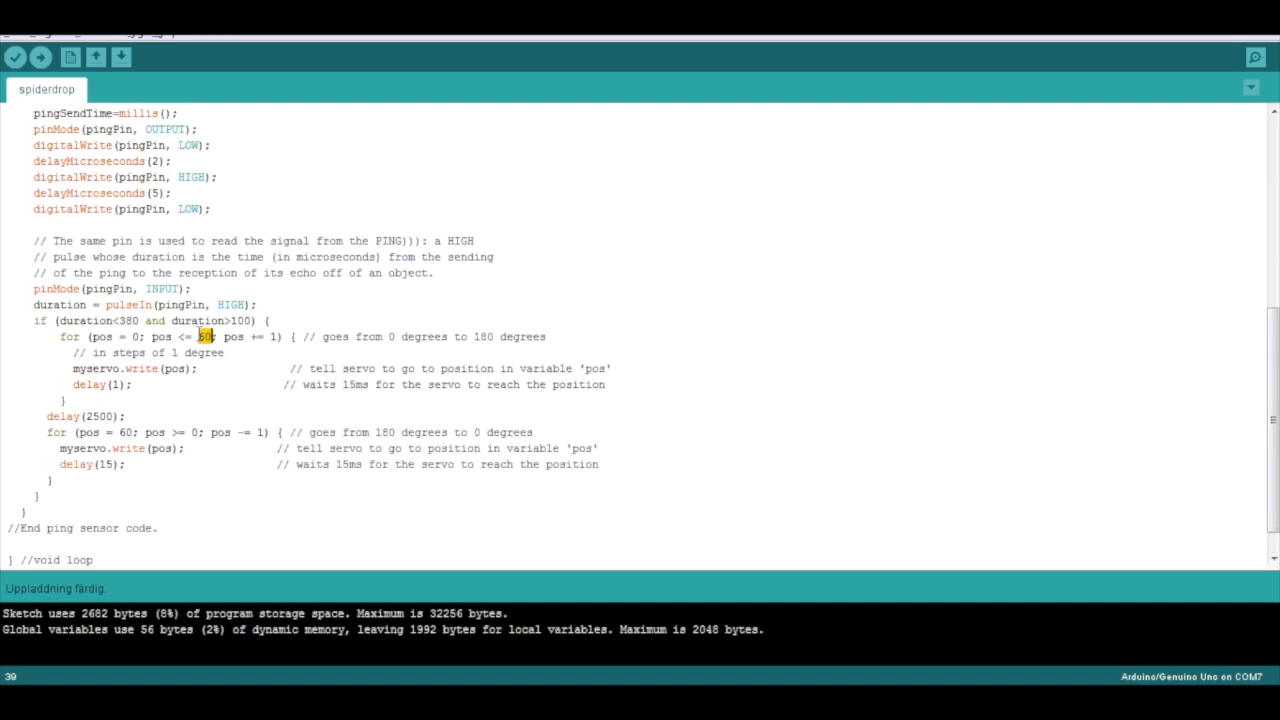 spiderdrop
pingSendTime=millis();
pinMode(pingPin, OUTPUT);
digitalWrite(pingPin, LOW);
delayMicroseconds(2);
digitalWrite(pingPin, HIGH);
delayMicroseconds(5);
digitalWrite(pingPin, LOW);
// The same pin is used to read the signal from the PING))): a HIGH
// pulse whose duration is the time (in microseconds) from the sending
// of the ping to the reception of its echo off of an object.
pinMode(pingPin, INPUT);
duration = pulseIn(pingPin, HIGH);
if (duration<380 and duration>100) {
for (pos = 0; pos <= 60; pos += 1) { // goes from 0 degrees to 180 degrees
// in steps of 1 degree
myservo.write(pos); // tell servo to go to position in variable 'pos'
delay(1); // waits 15ms for the servo to reach the position
}
delay(2500);
for (pos = 60; pos >= 0; pos -= 1) { // goes from 180 degrees to 0 degrees
myservo.write(pos); // tell servo to go to position in variable 'pos'
delay(15); // waits 15ms for the servo to reach the position
}
}
}
//End ping sensor code.
} //void loop
Uppladdning färdig.
Sketch uses 2682 bytes (8%) of program storage space. Maximum is 32256 bytes.
Global variables use 56 bytes (2%) of dynamic memory, leaving 1992 bytes for local variables. Maximum is 2048 bytes.
39 Arduino/Genuino Uno on COM7